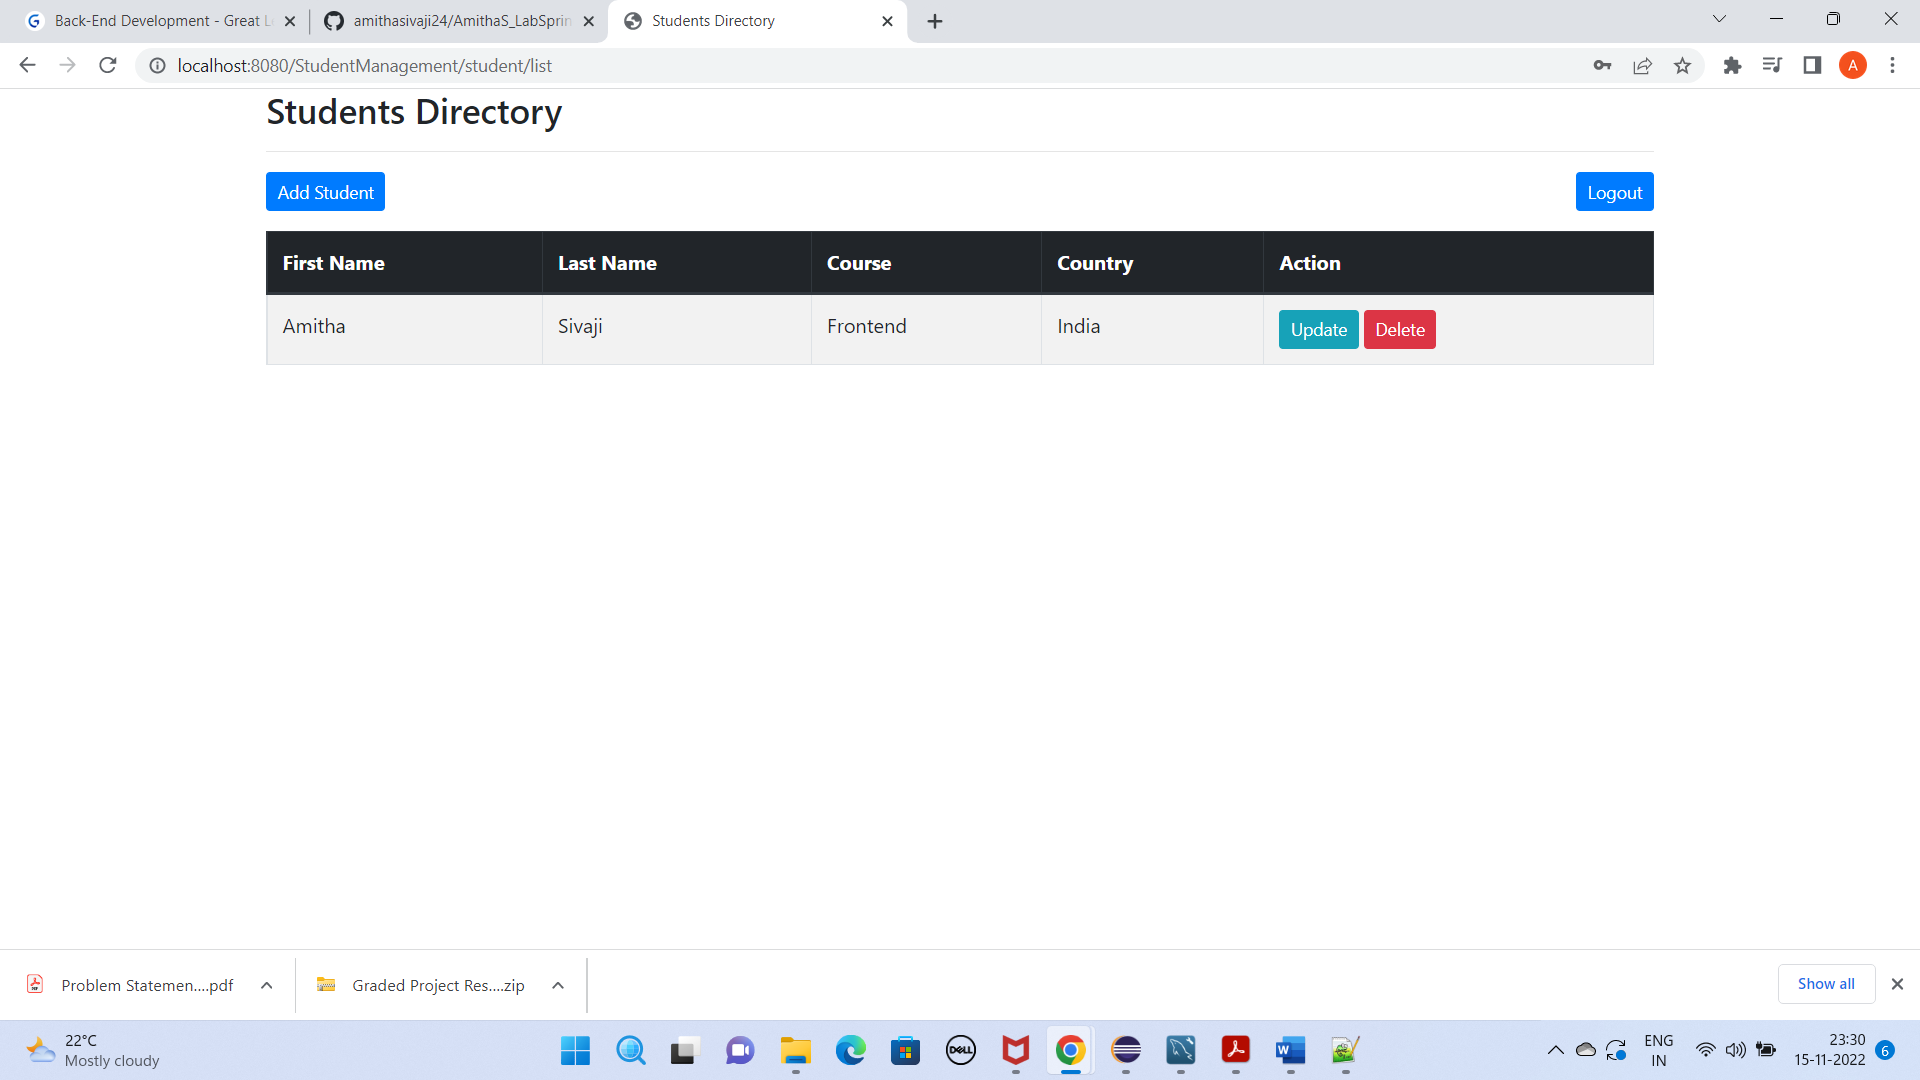 Back-End Development - Great L
amithasivaji24/AmithaS_LabSprin
Students Directory
localhost:8080/StudentManagement/student/list
A
Students Directory
Add Student
Logout
First Name Last Name Course Country Action
Amitha Sivaji Frontend India Update Delete
Problem Statemen....pdf
Graded Project Res....zip
Show all
22°C
Mostly cloudy
DELL
W
ENG
IN
23:30
15-11-2022
6